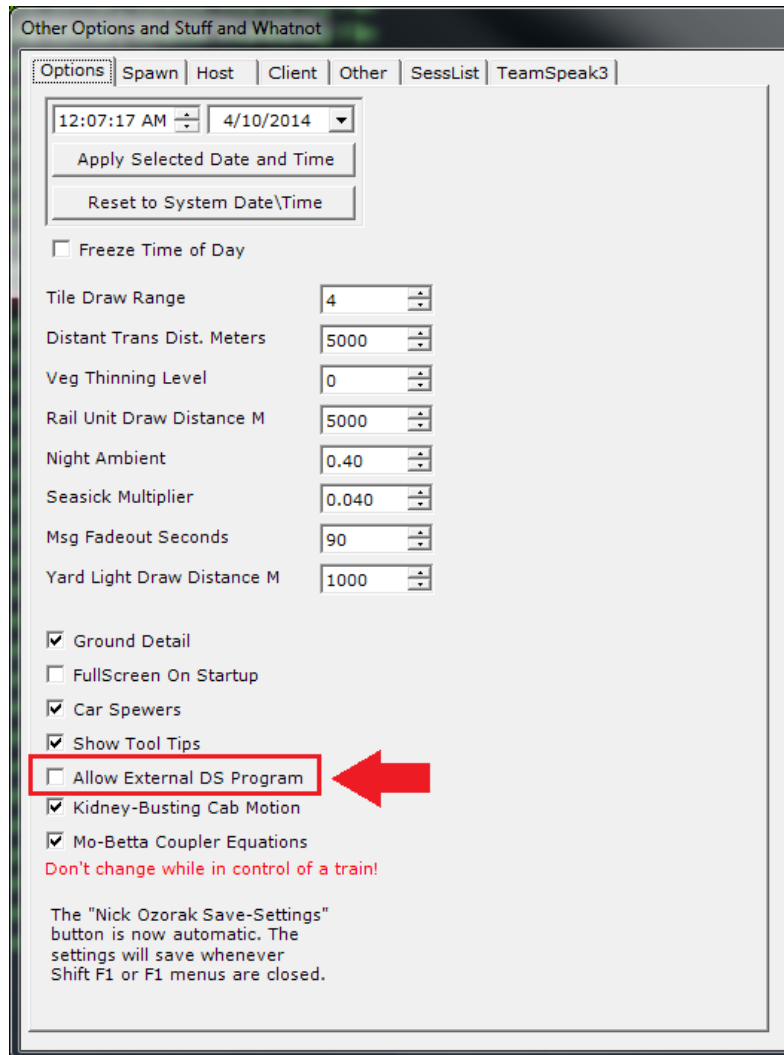 Other Options and Stuff and Whatnot
Options Spawn Host Client Other SessList TeamSpeak3
12:07:17 AM 4/10/2014
Apply Selected Date and Time
Reset to System Date\Time
Freeze Time of Day
Tile Draw Range 4
Distant Trans Dist. Meters 5000
Veg Thinning Level 0
Rail Unit Draw Distance M 5000
Night Ambient 0.40
Seasick Multiplier 0.040
Msg Fadeout Seconds 90
Yard Light Draw Distance M 1000
Ground Detail
FullScreen On Startup
Car Spewers
Show Tool Tips
Allow External DS Program
Kidney-Busting Cab Motion
Mo-Betta Coupler Equations
Don't change while in control of a train!
The "Nick Ozorak Save-Settings"
button is now automatic. The
settings will save whenever
Shift F1 or F1 menus are closed.